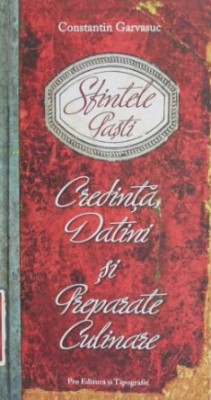 Constantin Garvasuc
Sfintele
Paști
Credință,
Datini
și
Preparate
Culinare
Pro Editură și Tipografie